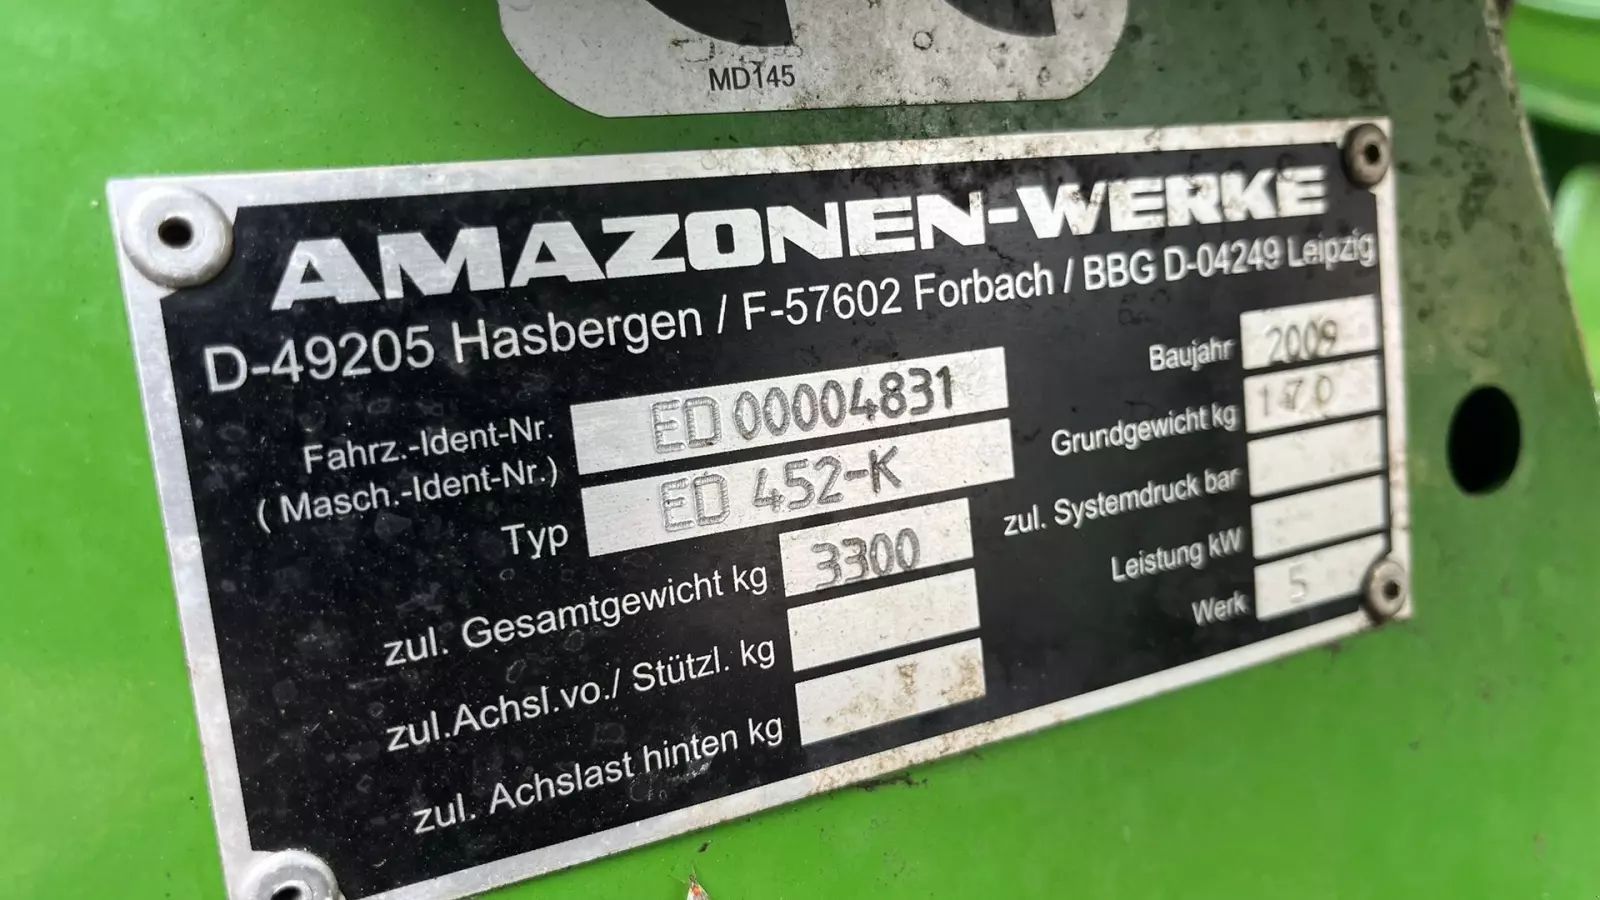 MD145
AMAZONEN-WERKE
D-49205 Hasbergen / F-57602 Forbach / BBG D-04249 Leipzig
Fahrz.-Ident-Nr. ED 00004831
( Masch.-Ident-Nr.)
Typ ED 452-K
zul. Gesamtgewicht kg 3300
zul.Achsl.vo./ Stützl. kg
zul. Achslast hinten kg
Baujahr 2009
Grundgewicht kg 1170
zul. Systemdruck bar
Leistung kW
Werk 5